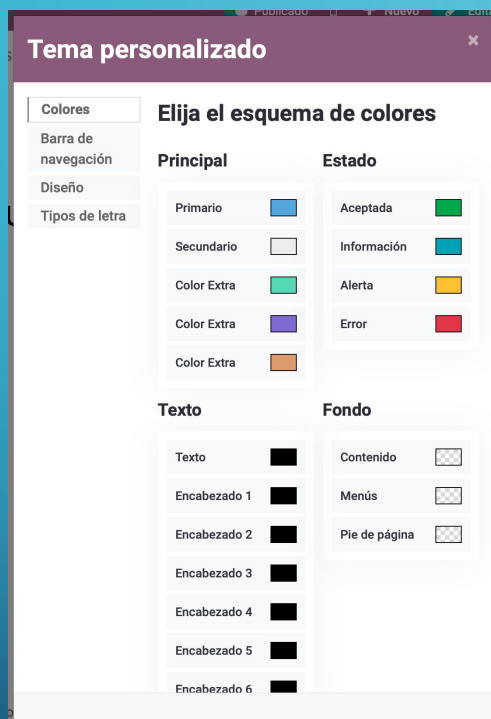 Publicado
Nuevo
Tema personalizado
×
Colores
Barra de
navegación
Diseño
Tipos de letra
Elija el esquema de colores
Principal
Primario
Secundario
Color Extra
Color Extra
Color Extra
Estado
Aceptada
Información
Alerta
Error
Texto
Texto
Encabezado 1
Encabezado 2
Encabezado 3
Encabezado 4
Encabezado 5
Encabezado 6
Fondo
Contenido
Menús
Pie de página